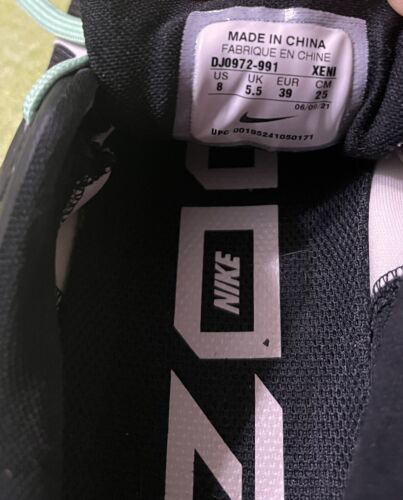 MADE IN CHINA
FABRIQUE EN CHINE
DJ0972-991 XENI
US UK EUR CM
8 5.5 39 25
06/09/21
UPC 00195241050171
NIKE
ZOO